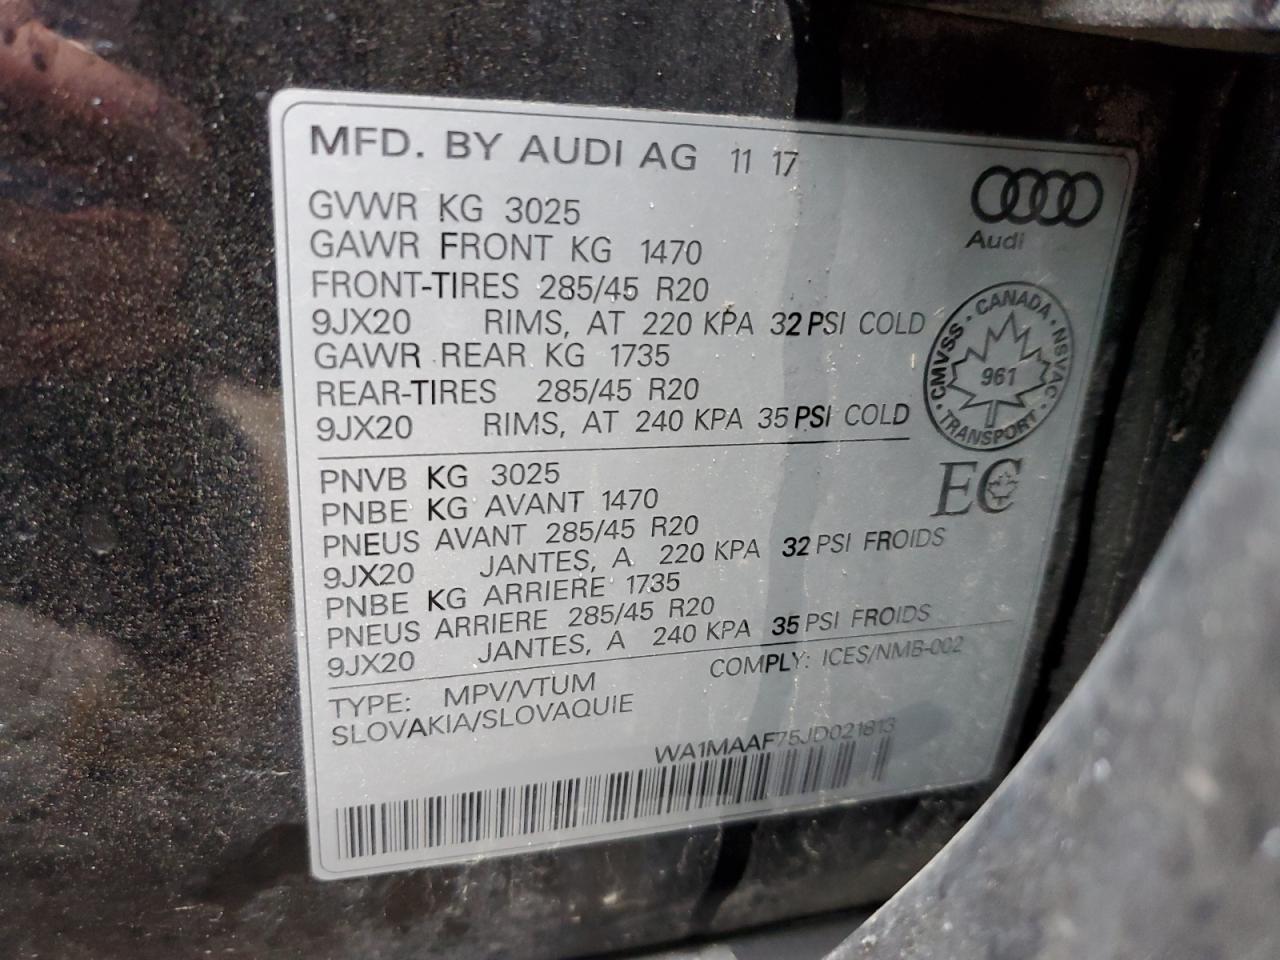 MFD. BY AUDI AG 11 17
Audi
GVWR KG 3025
GAWR FRONT KG 1470
FRONT-TIRES 285/45 R20
9JX20 RIMS, AT 220 KPA 32 PSI COLD
GAWR REAR KG 1735
REAR-TIRES 285/45 R20
9JX20 RIMS, AT 240 KPA 35 PSI COLD
CANADA · NSVAC · TRANSPORT · CMVSS ·
961
EC
PNVB KG 3025
PNBE KG AVANT 1470
PNEUS AVANT 285/45 R20
9JX20 JANTES, A 220 KPA 32 PSI FROIDS
PNBE KG ARRIERE 1735
PNEUS ARRIERE 285/45 R20
9JX20 JANTES, A 240 KPA 35 PSI FROIDS
TYPE: MPV/VTUM COMPLY: ICES/NMB-002
SLOVAKIA/SLOVAQUIE
WA1MAAF75JD021813